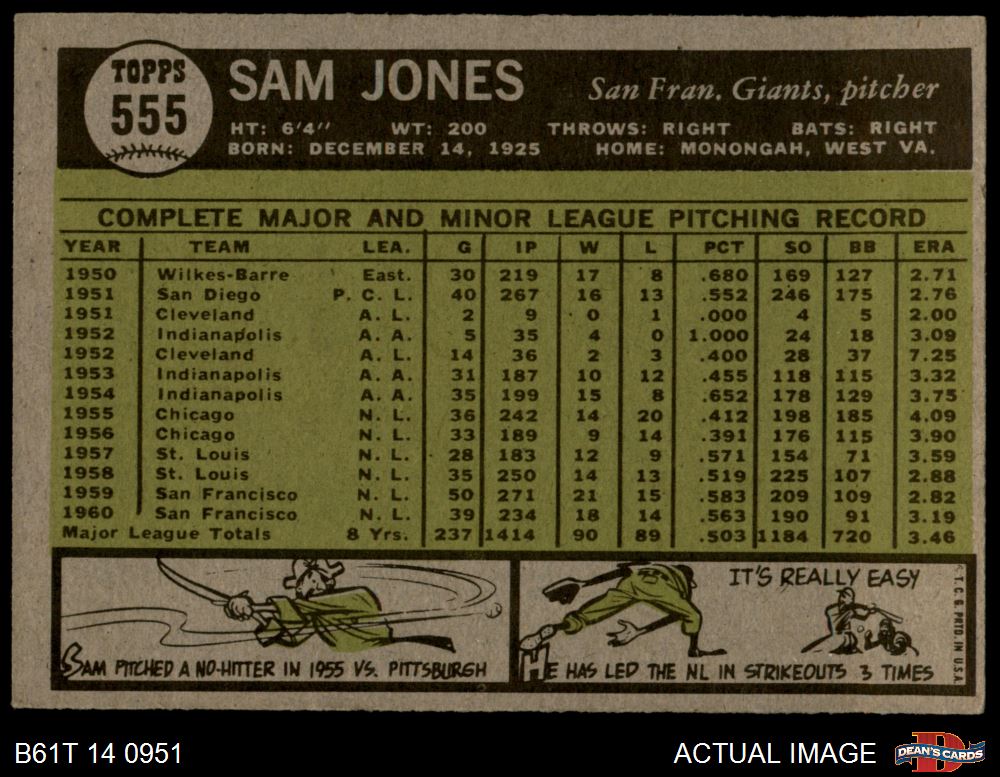 TOPPS
555
SAM JONES
San Fran. Giants, pitcher
HT: 6'4" WT: 200 THROWS: RIGHT BATS: RIGHT
BORN: DECEMBER 14, 1925 HOME: MONONGAH, WEST VA.
COMPLETE MAJOR AND MINOR LEAGUE PITCHING RECORD
YEAR TEAM LEA. G IP W L PCT SO BB ERA
1950 Wilkes-Barre East. 30 219 17 8 .680 169 127 2.71
1951 San Diego P. C. L. 40 267 16 13 .552 246 175 2.76
1951 Cleveland A. L. 2 9 0 1 .000 4 5 2.00
1952 Indianapolis A. A. 5 35 4 0 1.000 24 18 3.09
1952 Cleveland A. L. 14 36 2 3 .400 28 37 7.25
1953 Indianapolis A. A. 31 187 10 12 .455 118 115 3.32
1954 Indianapolis A. A. 35 199 15 8 .652 178 129 3.75
1955 Chicago N. L. 36 242 14 20 .412 198 185 4.09
1956 Chicago N. L. 33 189 9 14 .391 176 115 3.90
1957 St. Louis N. L. 28 183 12 9 .571 154 71 3.59
1958 St. Louis N. L. 35 250 14 13 .519 225 107 2.88
1959 San Francisco N. L. 50 271 21 15 .583 209 109 2.82
1960 San Francisco N. L. 39 234 18 14 .563 190 91 3.19
Major League Totals 8 Yrs. 237 1414 90 89 .503 1184 720 3.46
SAM PITCHED A NO-HITTER IN 1955 VS. PITTSBURGH
IT'S REALLY EASY
HE HAS LED THE NL IN STRIKEOUTS 3 TIMES
© T. C. G. PRTD. IN U.S.A.
B61T 14 0951
ACTUAL IMAGE
D
DEAN'S CARDS